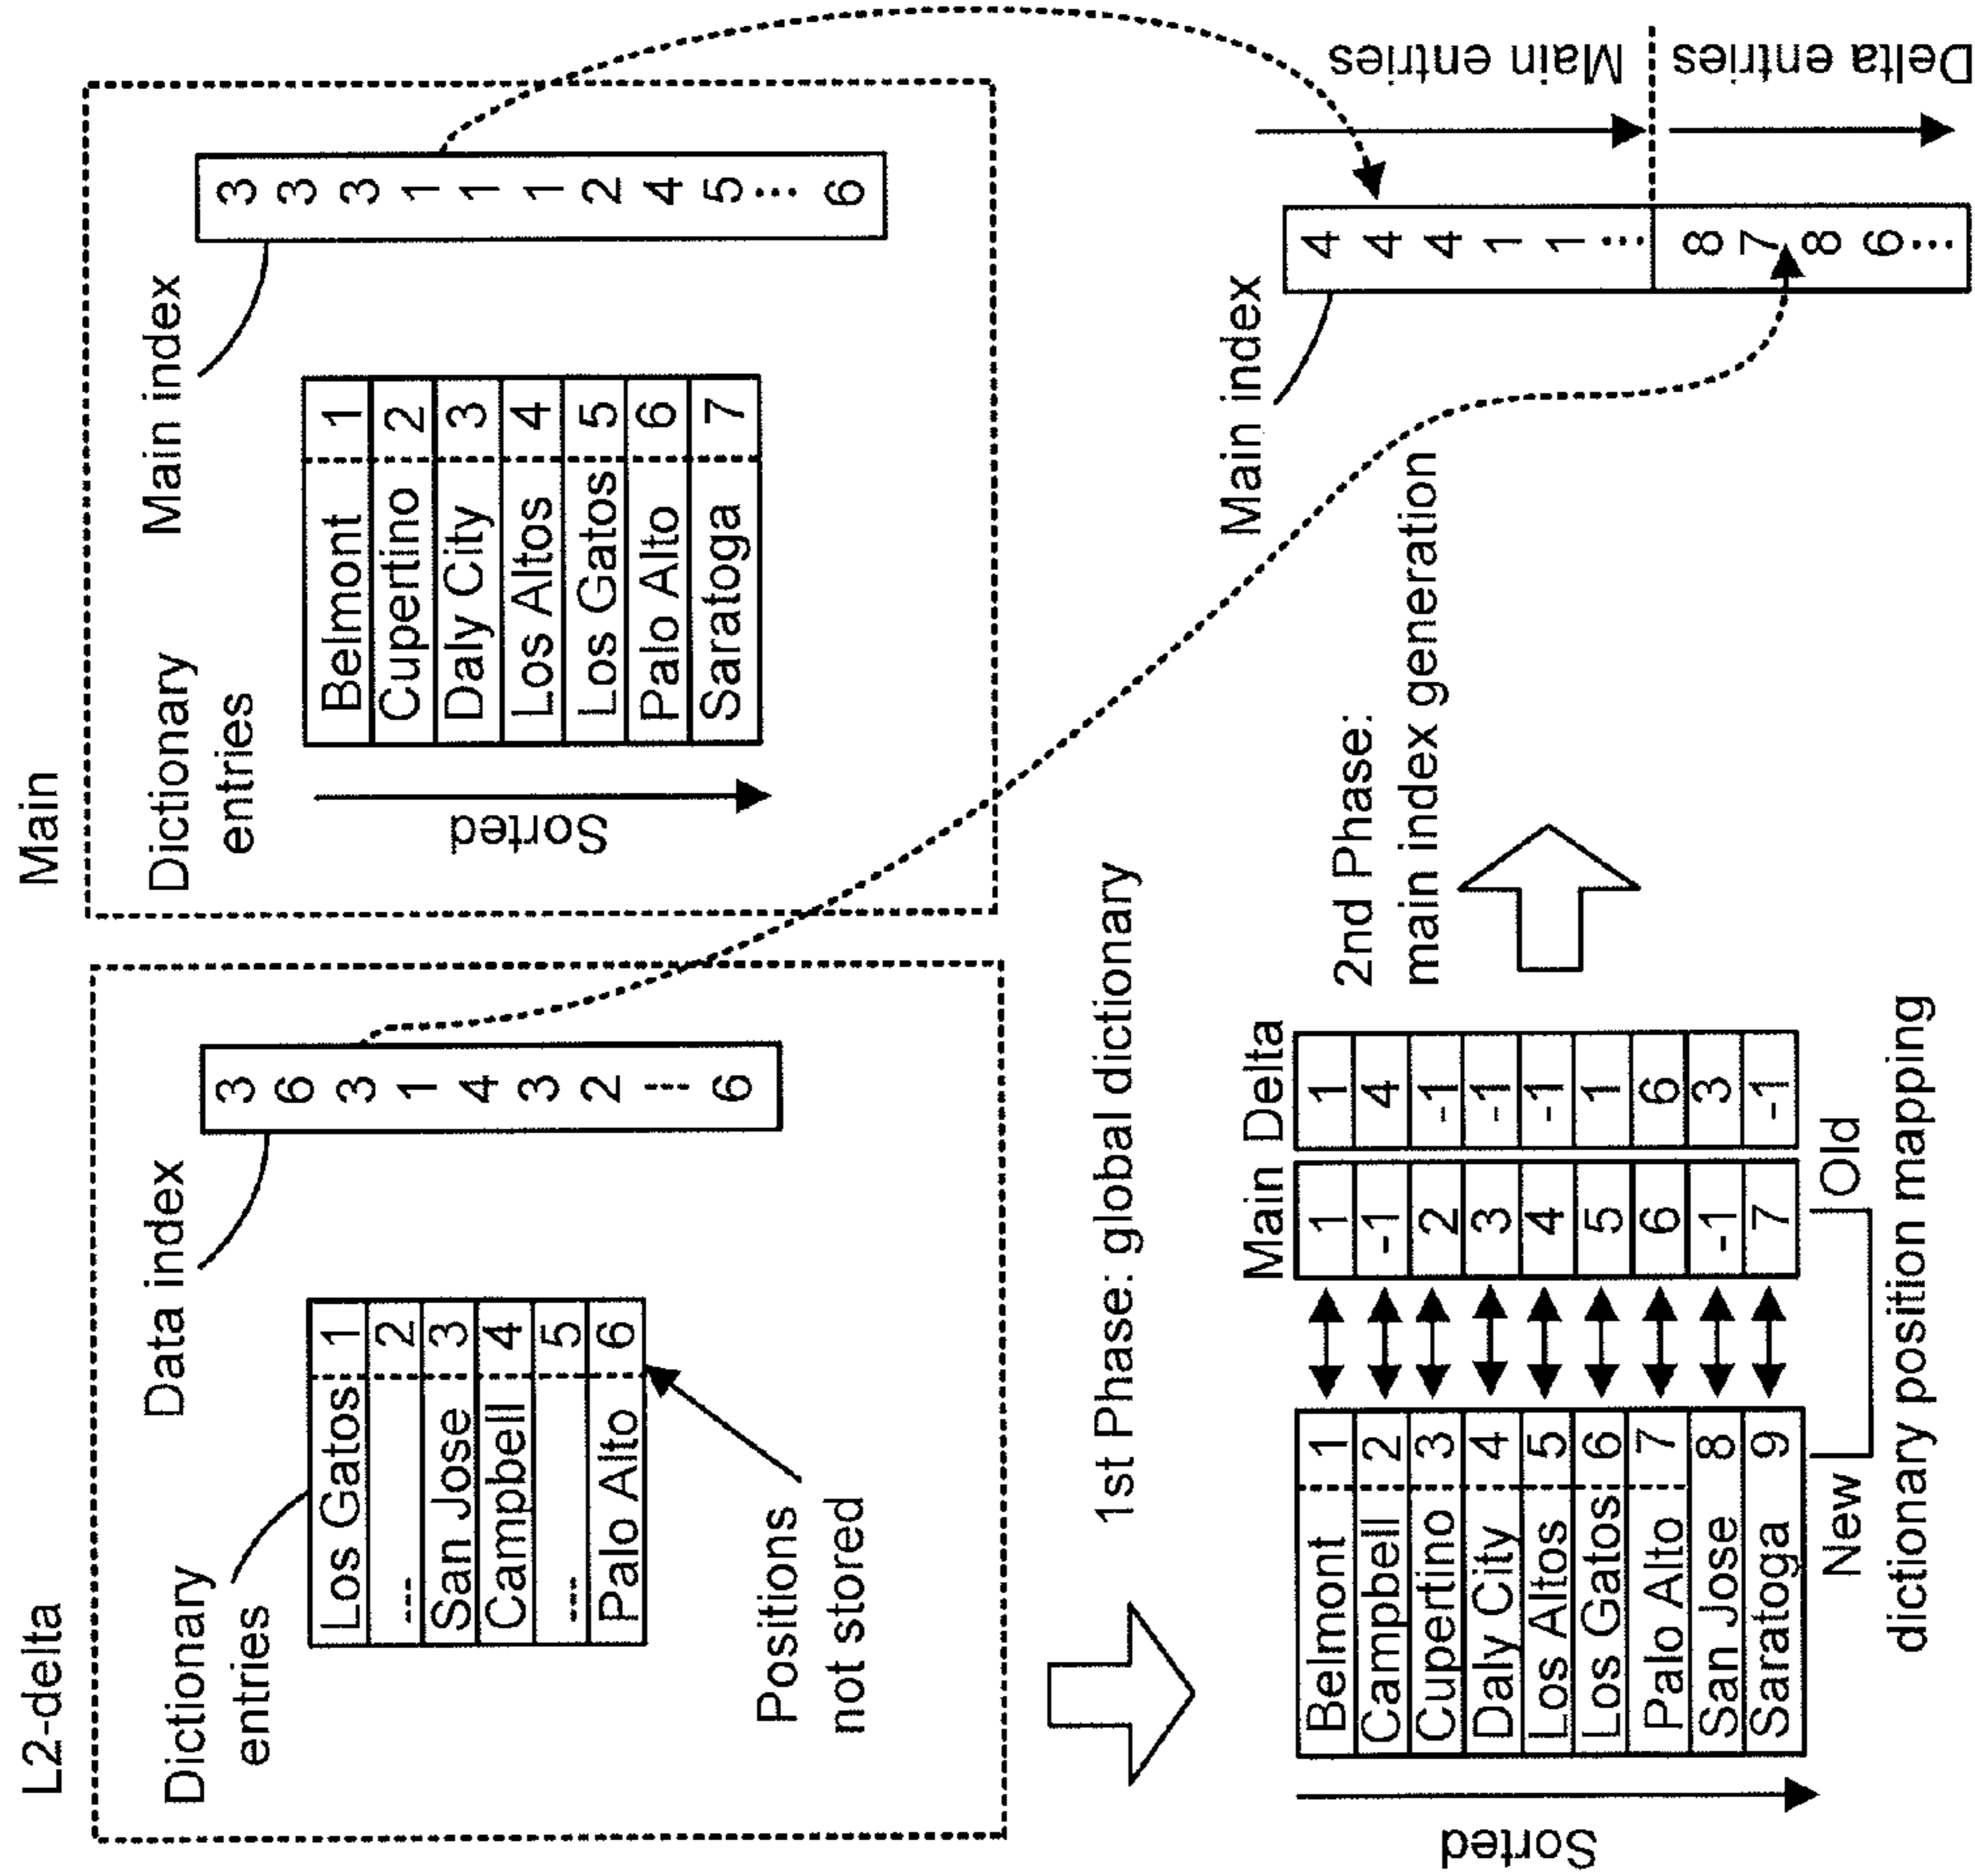 L2-delta
Dictionary
entries
Data index
Los Gatos 1
--- 2
San Jose 3
Campbell 4
--- 5
Palo Alto 6
Positions
not stored
3
6
3
1
4
3
2
...
6
Main
Dictionary
entries
Main index
Sorted
Belmont 1
Cupertino 2
Daly City 3
Los Altos 4
Los Gatos 5
Palo Alto 6
Saratoga 7
3
3
3
1
1
1
2
4
5
...
6
1st Phase: global dictionary
Main Delta
Sorted
Belmont 1 1 1
Campbell 2 -1 4
Cupertino 3 2 -1
Daly City 4 3 -1
Los Altos 5 4 -1
Los Gatos 6 5 1
Palo Alto 7 6 6
San Jose 8 -1 3
Saratoga 9 7 -1
New Old
dictionary position mapping
2nd Phase:
main index generation
Main index
4
4
4
1
1
...
8
7
8
6
...
Main entries
Delta entries